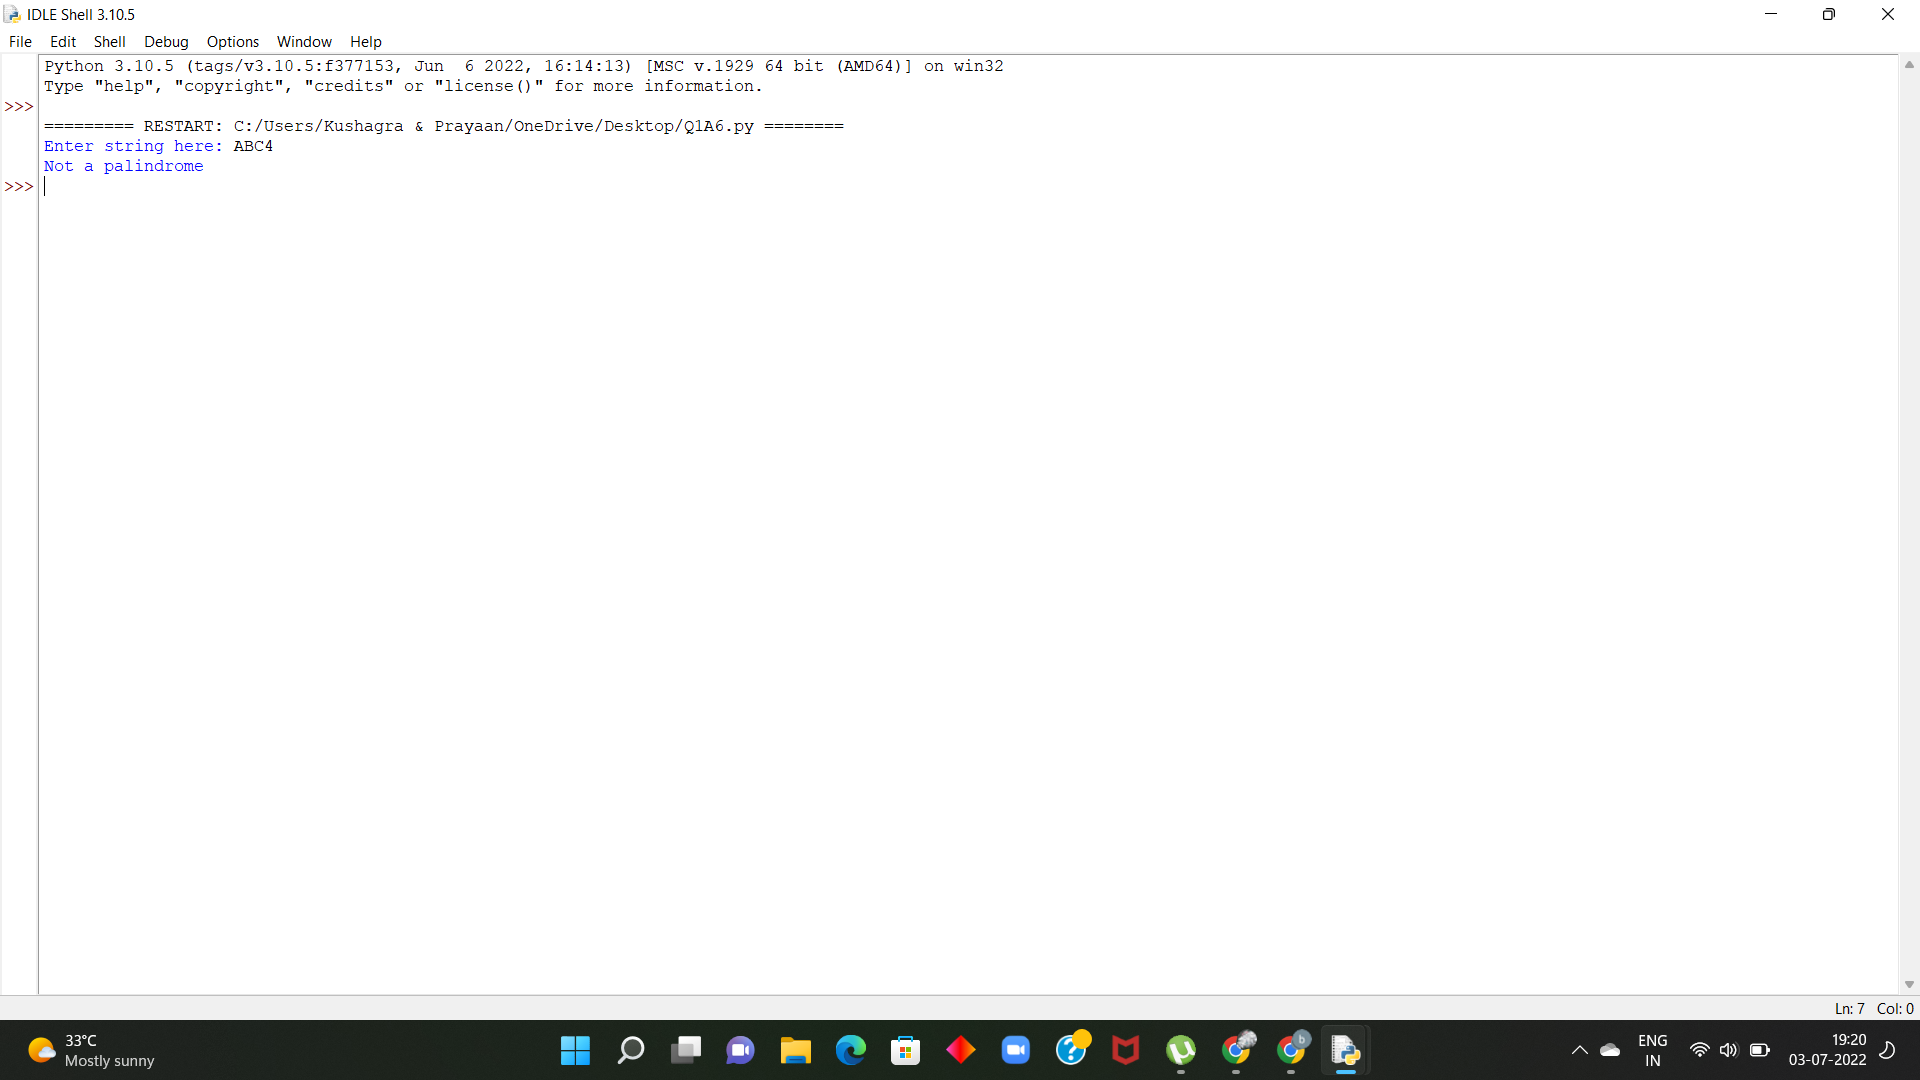 IDLE Shell 3.10.5
File Edit Shell Debug Options Window Help
Python 3.10.5 (tags/v3.10.5:f377153, Jun  6 2022, 16:14:13) [MSC v.1929 64 bit (AMD64)] on win32
Type "help", "copyright", "credits" or "license()" for more information.
>>>
========= RESTART: C:/Users/Kushagra & Prayaan/OneDrive/Desktop/Q1A6.py ========
Enter string here: ABC4
Not a palindrome
>>>
Ln: 7 Col: 0
33°C
Mostly sunny
b
ENG
IN
19:20
03-07-2022